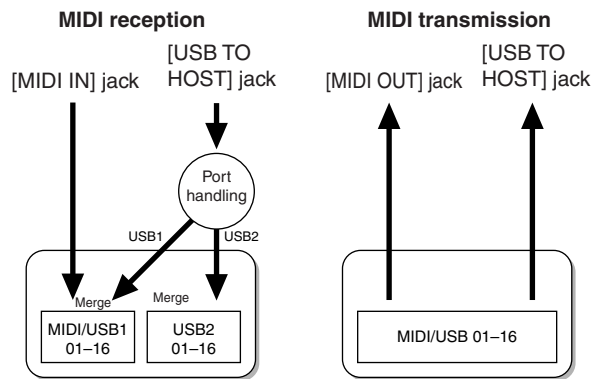 MIDI reception
[MIDI IN] jack
[USB TO
HOST] jack
Port
handling
USB1
USB2
Merge
Merge
MIDI/USB1
01–16
USB2
01–16
MIDI transmission
[MIDI OUT] jack
[USB TO
HOST] jack
MIDI/USB 01–16